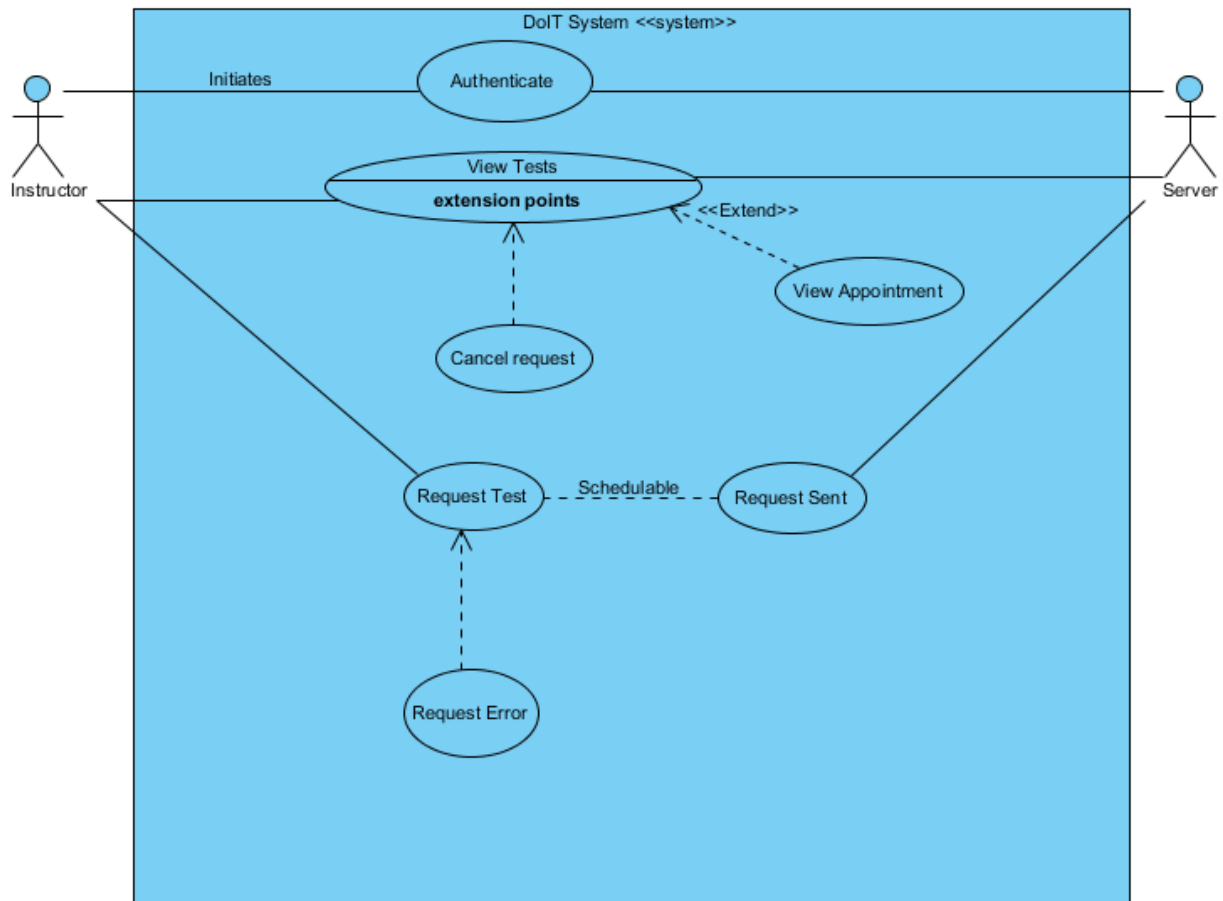 DoIT System <<system>>
Initiates
Authenticate
Instructor
Server
View Tests
extension points
<<Extend>>
View Appointment
Cancel request
Request Test
Schedulable
Request Sent
Request Error